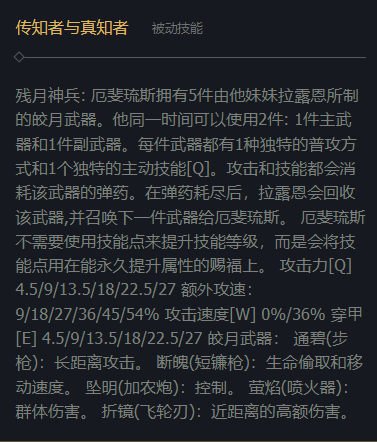 传知者与真知者 被动技能
残月神兵: 厄斐琉斯拥有5件由他妹妹拉露恩所制
的皎月武器。他同一时间可以使用2件: 1件主武
器和1件副武器。每件武器都有1种独特的普攻方
式和1个独特的主动技能[Q]。攻击和技能都会消
耗该武器的弹药。在弹药耗尽后，拉露恩会回收
该武器,并召唤下一件武器给厄斐琉斯。 厄斐琉斯
不需要使用技能点来提升技能等级，而是会将技
能点用在能永久提升属性的赐福上。 攻击力[Q]
4.5/9/13.5/18/22.5/27 额外攻速:
9/18/27/36/45/54% 攻击速度[W] 0%/36% 穿甲
[E] 4.5/9/13.5/18/22.5/27 皎月武器： 通碧(步
枪)：长距离攻击。 断魄(短镰枪)：生命偷取和移
动速度。 坠明(加农炮)：控制。 萤焰(喷火器)：
群体伤害。 折镜(飞轮刃)：近距离的高额伤害。